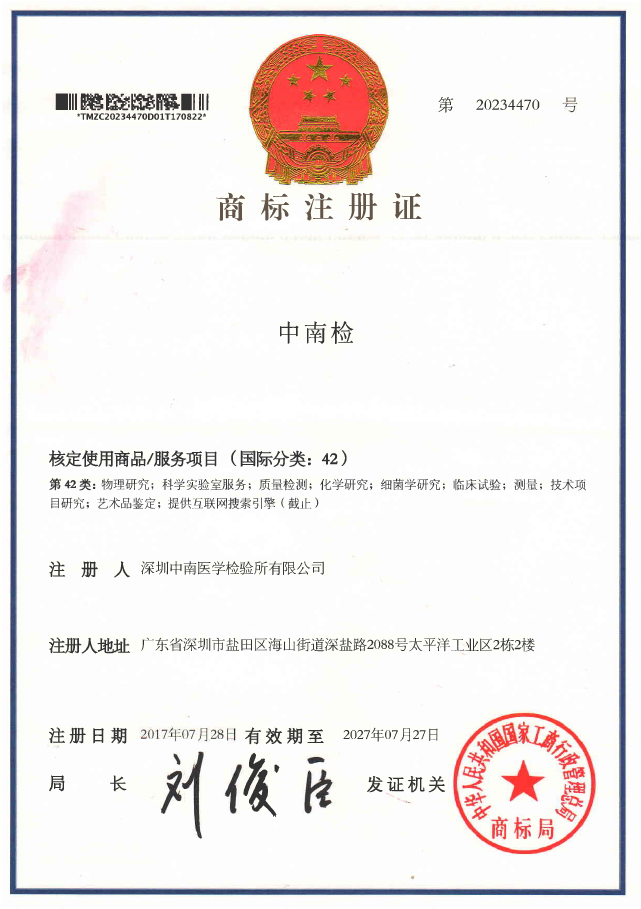 *TMZC20234470D01T170822*
第 20234470 号
商标注册证
中南检
核定使用商品/服务项目（国际分类：42）
第42类：物理研究；科学实验室服务；质量检测；化学研究；细菌学研究；临床试验；测量；技术项
目研究；艺术品鉴定；提供互联网搜索引擎（截止）
注册人 深圳中南医学检验所有限公司
注册人地址 广东省深圳市盐田区海山街道深盐路2088号太平洋工业区2栋2楼
注册日期 2017年07月28日 有效期至 2027年07月27日
局长 刘俊臣 发证机关
中华人民共和国国家工商行政管理总局
商标局